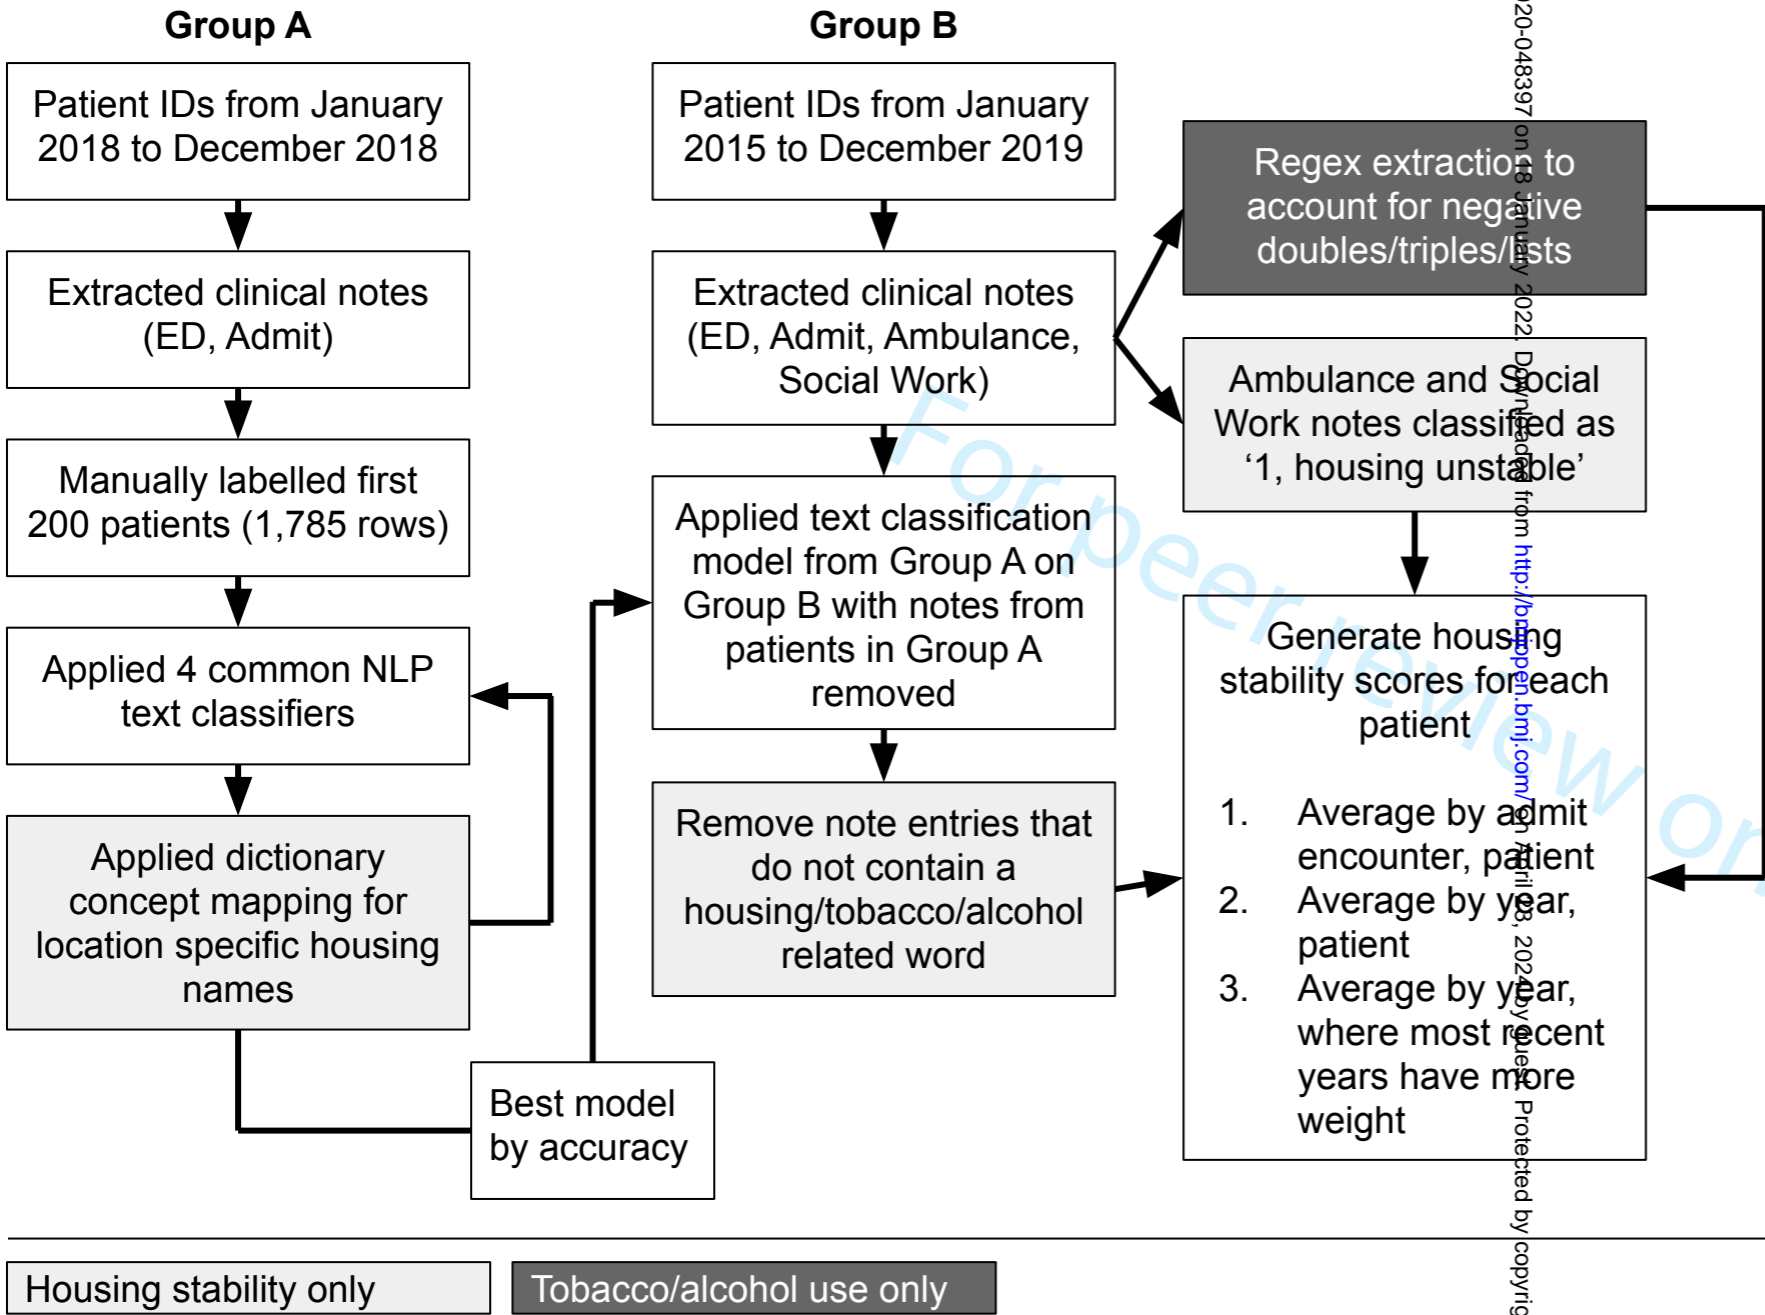 Group A
Patient IDs from January
2018 to December 2018
Extracted clinical notes
(ED, Admit)
Manually labelled first
200 patients (1,785 rows)
Applied 4 common NLP
text classifiers
Applied dictionary
concept mapping for
location specific housing
names
Best model
by accuracy
Group B
Patient IDs from January
2015 to December 2019
Extracted clinical notes
(ED, Admit, Ambulance,
Social Work)
Applied text classification
model from Group A on
Group B with notes from
patients in Group A
removed
Remove note entries that
do not contain a
housing/tobacco/alcohol
related word
Regex extraction to
account for negative
doubles/triples/lists
Ambulance and Social
Work notes classified as
‘1, housing unstable’
Generate housing
stability scores for each
patient
1. Average by admit
encounter, patient
2. Average by year,
patient
3. Average by year,
where most recent
years have more
weight
Housing stability only
Tobacco/alcohol use only
For peer review on
020-048397 on 18 January 2022. Downloaded from http://bmjopen.bmj.com/ on April 23, 2024 by guest. Protected by copyrig